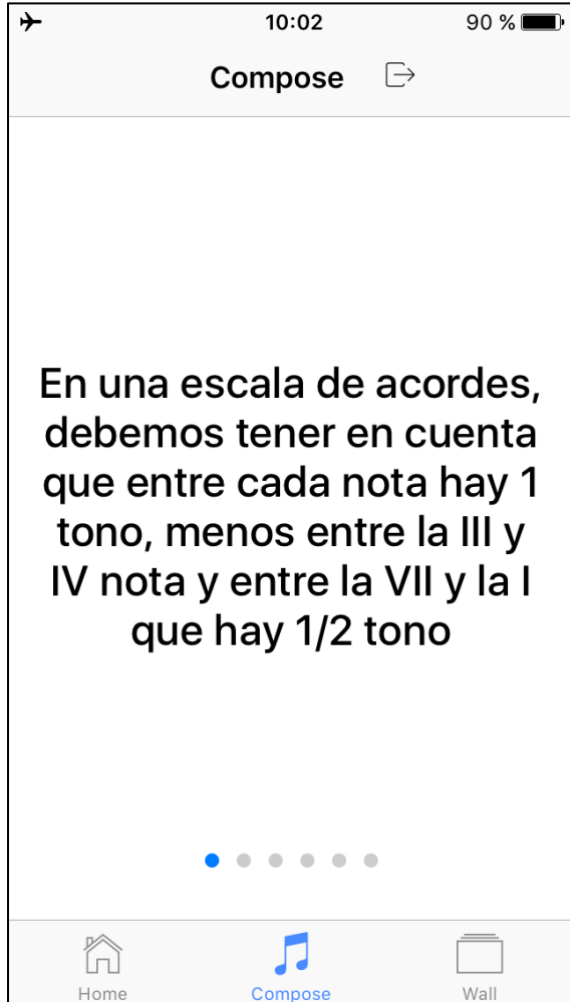 10:02
90 %
Compose
En una escala de acordes,
debemos tener en cuenta
que entre cada nota hay 1
tono, menos entre la III y
IV nota y entre la VII y la I
que hay 1/2 tono
Home
Compose
Wall